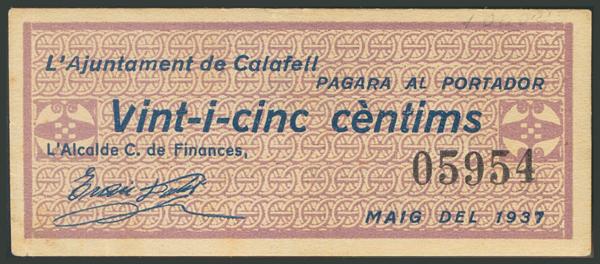 L'Ajuntament de Calafell
PAGARA AL PORTADOR
Vint-i-cinc cèntims
L'Alcalde C. de Finances,
05954
MAIG DEL 1937